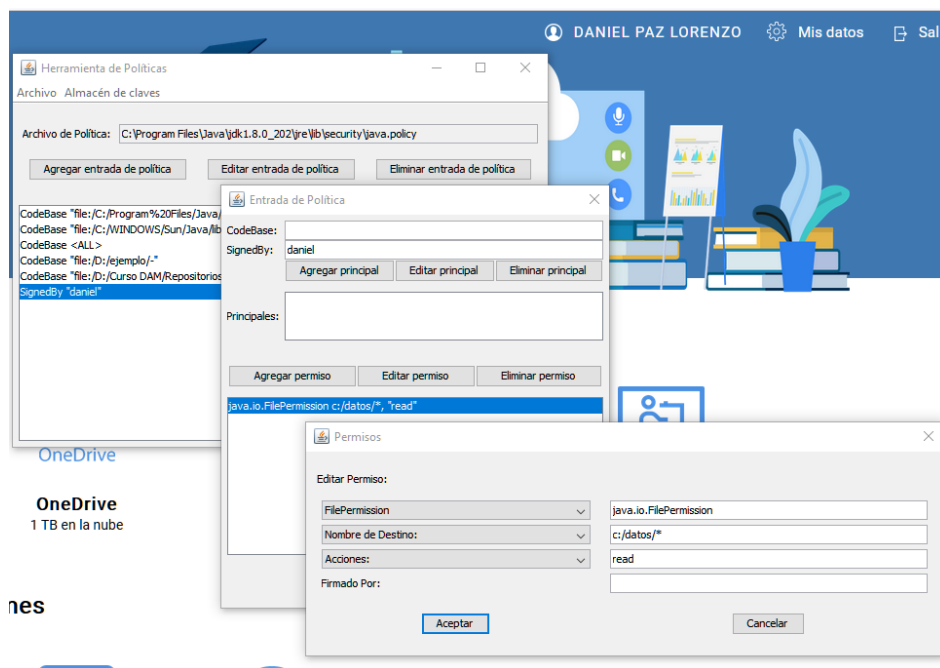 DANIEL PAZ LORENZO Mis datos Sal
Herramienta de Políticas
Archivo Almacén de claves
Archivo de Política: C:\Program Files\Java\jdk1.8.0_202\jre\lib\security\java.policy
Agregar entrada de política Editar entrada de política Eliminar entrada de política
CodeBase "file:/C:/Program%20Files/Java/
CodeBase "file:/C:/WINDOWS/Sun/Java/lib
CodeBase <ALL>
CodeBase "file:/D:/ejemplo/-"
CodeBase "file:/D:/Curso DAM/Repositorios
SignedBy "daniel"
Entrada de Política
CodeBase:
SignedBy: daniel
Agregar principal Editar principal Eliminar principal
Principales:
Agregar permiso Editar permiso Eliminar permiso
java.io.FilePermission c:/datos/*, "read"
Permisos
Editar Permiso:
FilePermission java.io.FilePermission
Nombre de Destino: c:/datos/*
Acciones: read
Firmado Por:
Aceptar Cancelar
OneDrive
OneDrive
1 TB en la nube
nes